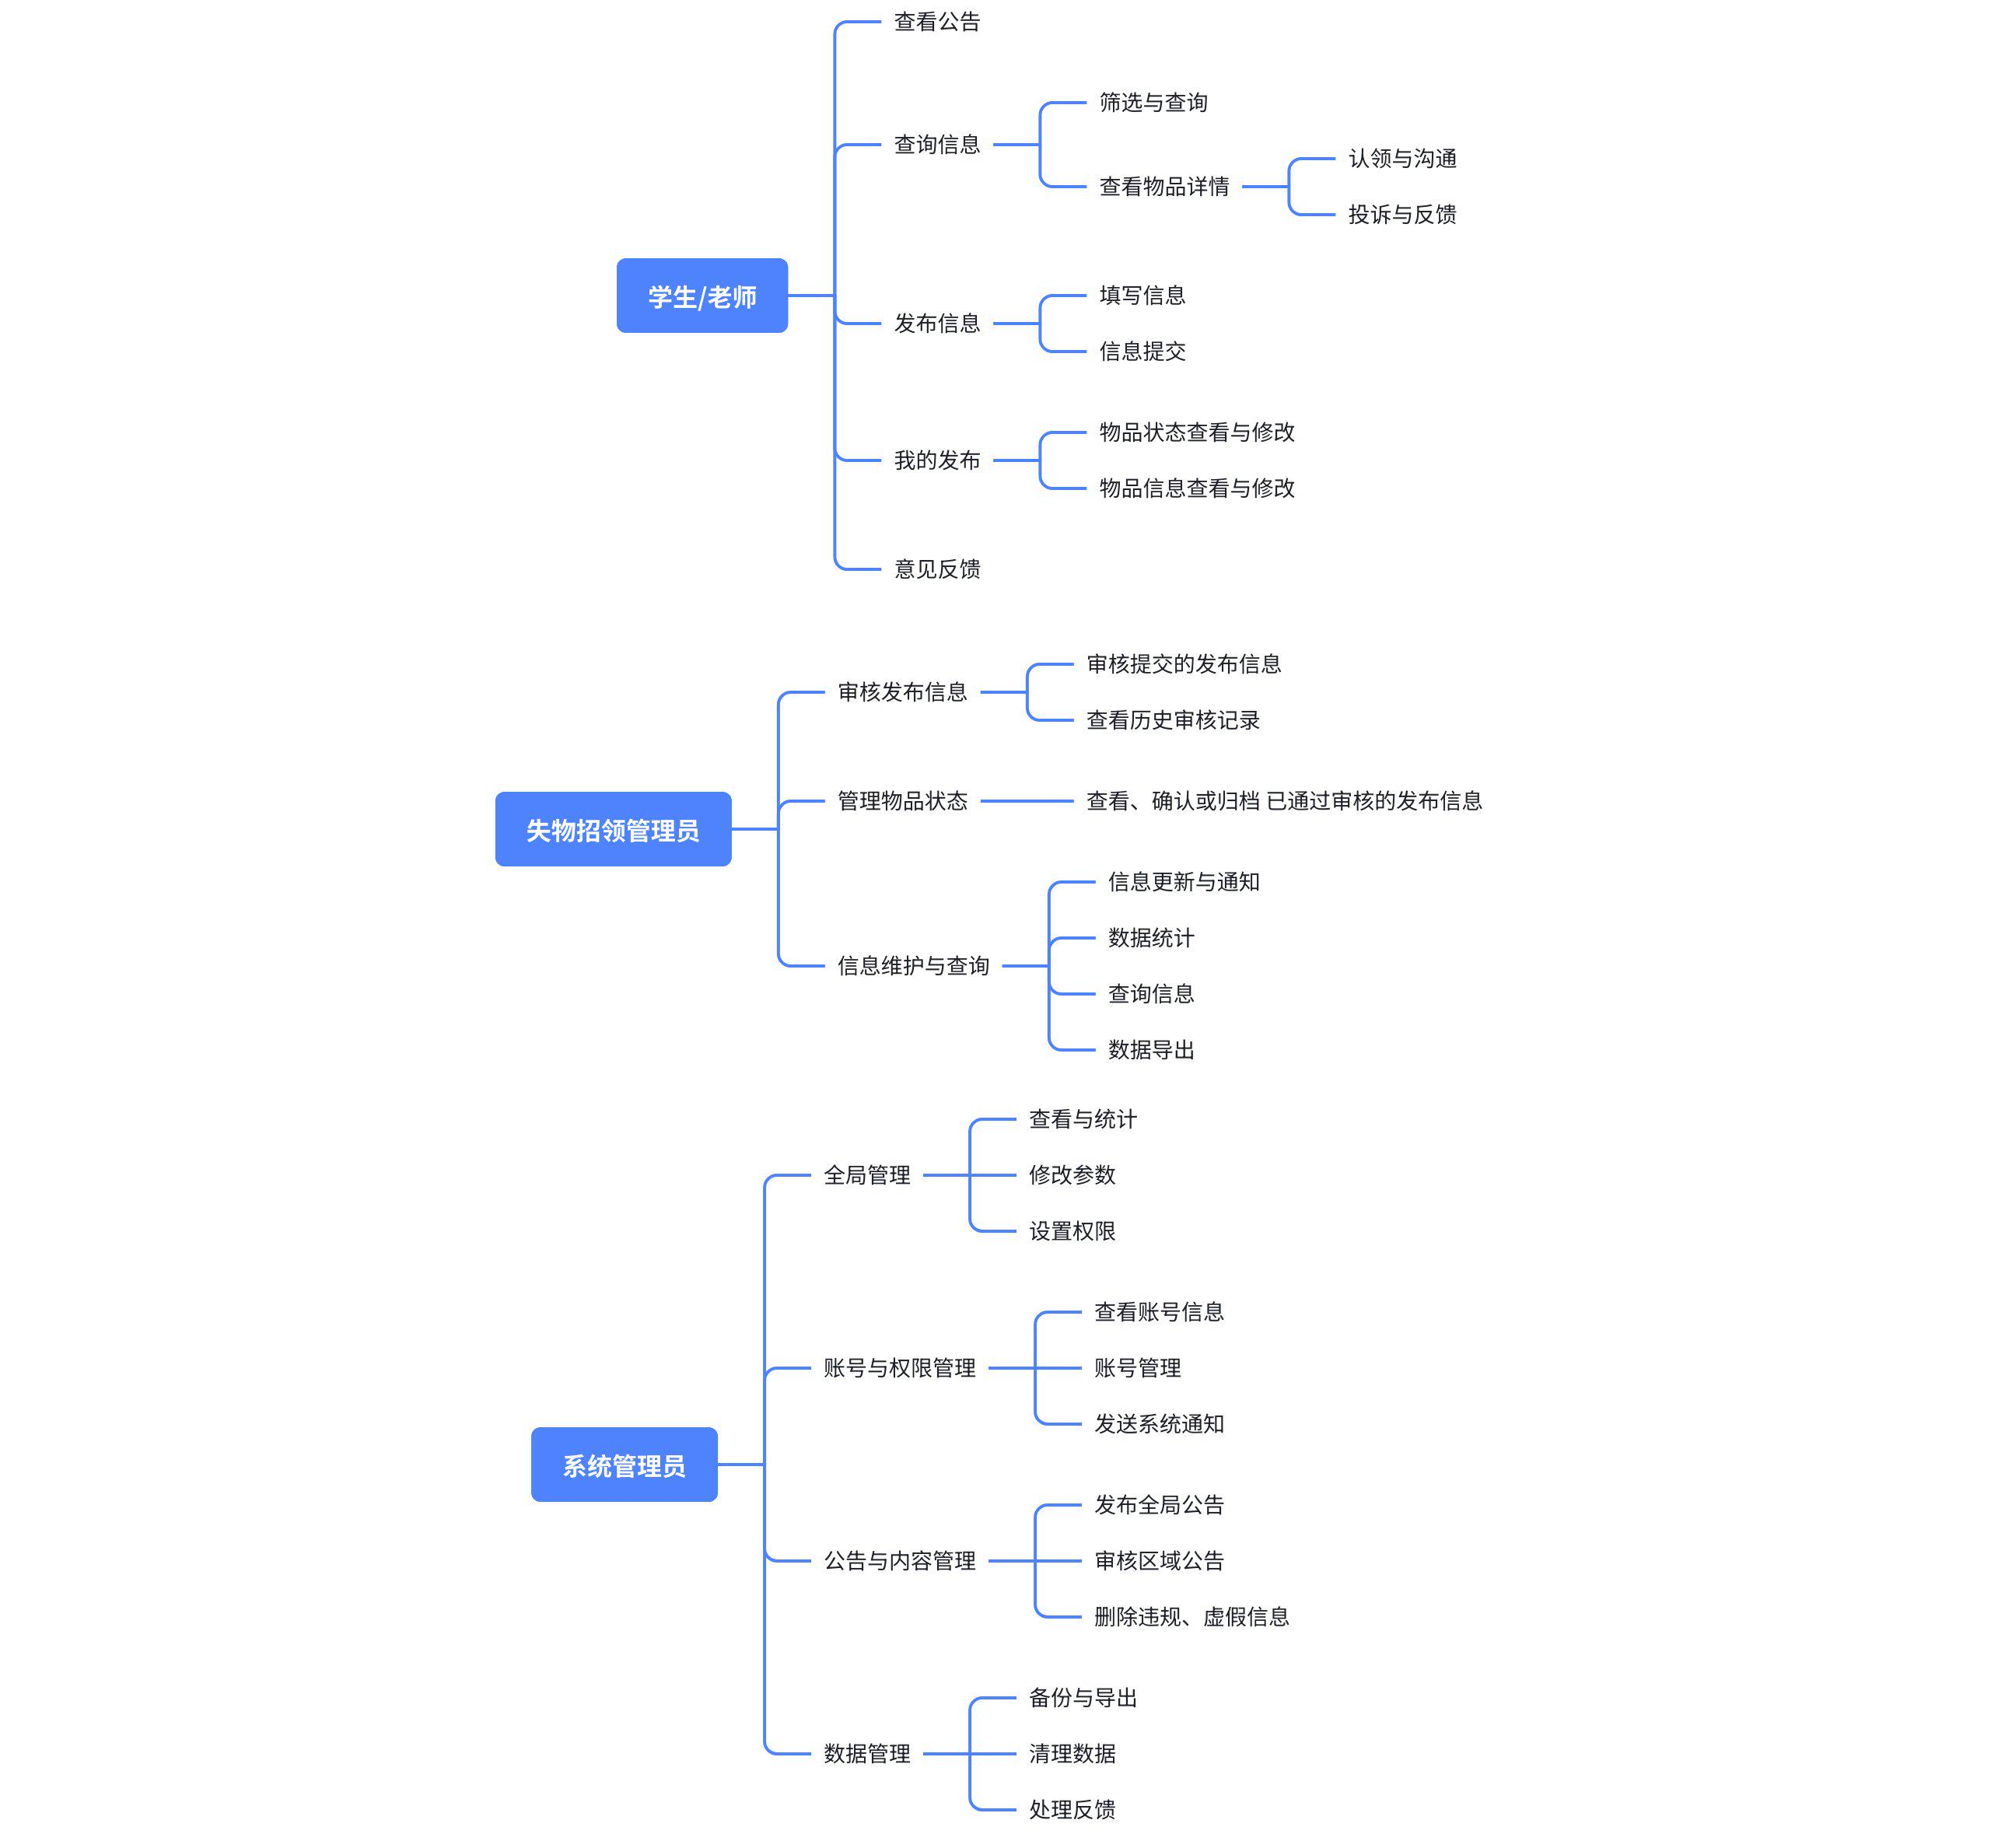 查看公告
筛选与查询
查询信息
认领与沟通
查看物品详情
投诉与反馈
学生/老师
填写信息
发布信息
信息提交
物品状态查看与修改
我的发布
物品信息查看与修改
意见反馈
审核提交的发布信息
审核发布信息
查看历史审核记录
管理物品状态
查看、确认或归档 已通过审核的发布信息
失物招领管理员
信息更新与通知
数据统计
信息维护与查询
查询信息
数据导出
查看与统计
全局管理
修改参数
设置权限
查看账号信息
账号与权限管理
账号管理
发送系统通知
系统管理员
发布全局公告
公告与内容管理
审核区域公告
删除违规、虚假信息
备份与导出
数据管理
清理数据
处理反馈